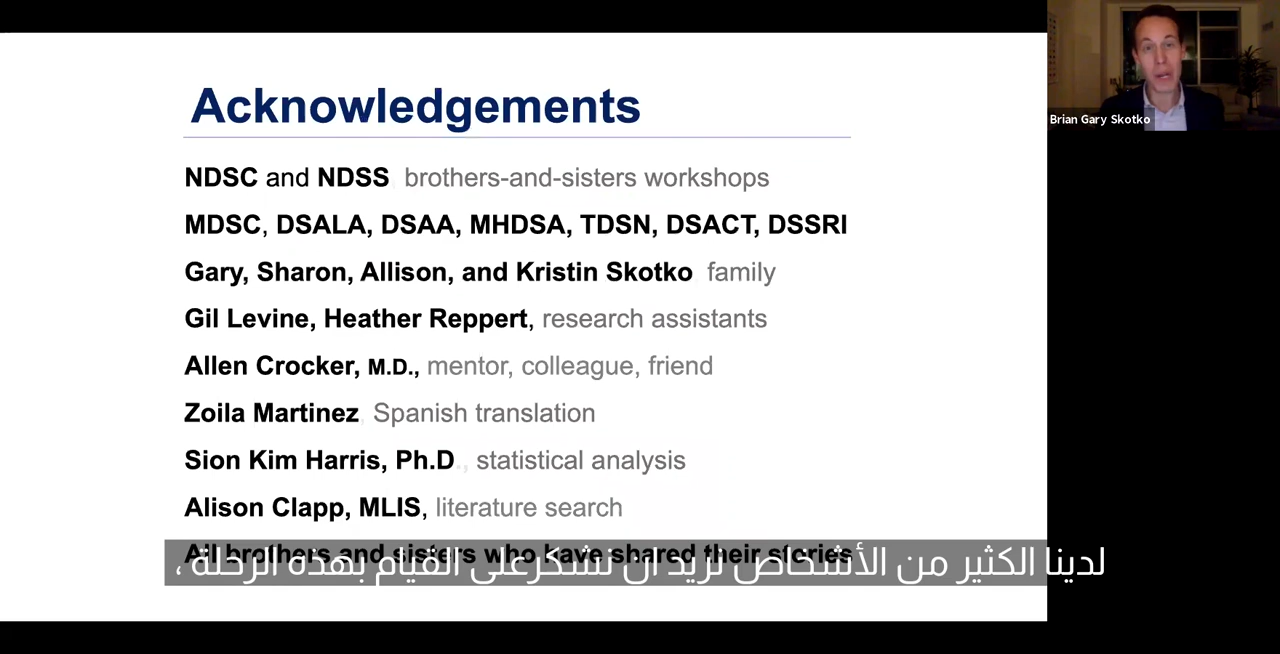 Acknowledgements
Brian Gary Skotko
NDSC and NDSS, brothers-and-sisters workshops
MDSC, DSALA, DSAA, MHDSA, TDSN, DSACT, DSSRI
Gary, Sharon, Allison, and Kristin Skotko family
Gil Levine, Heather Reppert, research assistants
Allen Crocker, M.D., mentor, colleague, friend
Zoila Martinez, Spanish translation
Sion Kim Harris, Ph.D., statistical analysis
Alison Clapp, MLIS, literature search
All brothers and sisters who have shared their stories
لدينا الكثير من الأشخاص نريد ان نشكرعلى القيام بهذه الرحلة ،